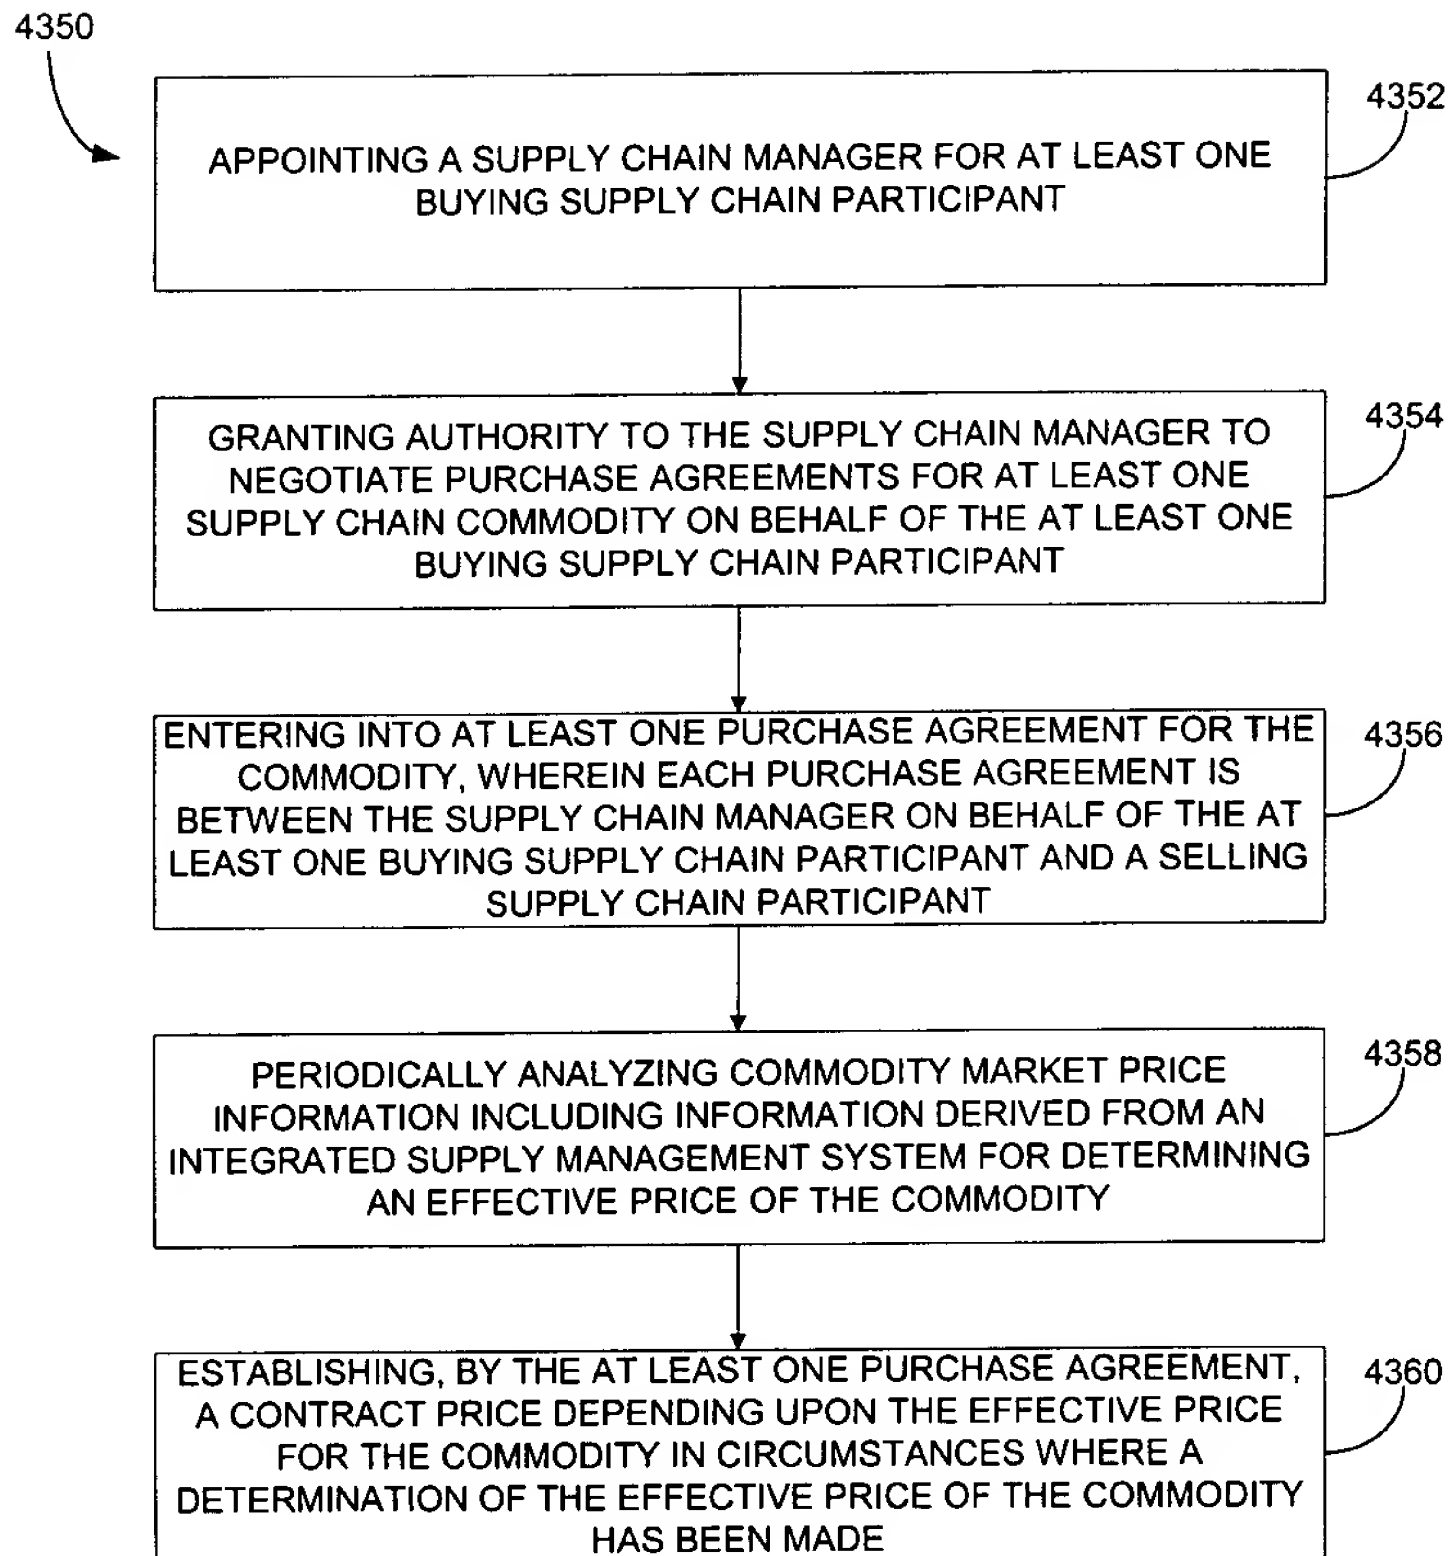 4350
4352
APPOINTING A SUPPLY CHAIN MANAGER FOR AT LEAST ONE
BUYING SUPPLY CHAIN PARTICIPANT
4354
GRANTING AUTHORITY TO THE SUPPLY CHAIN MANAGER TO
NEGOTIATE PURCHASE AGREEMENTS FOR AT LEAST ONE
SUPPLY CHAIN COMMODITY ON BEHALF OF THE AT LEAST ONE
BUYING SUPPLY CHAIN PARTICIPANT
4356
ENTERING INTO AT LEAST ONE PURCHASE AGREEMENT FOR THE
COMMODITY, WHEREIN EACH PURCHASE AGREEMENT IS
BETWEEN THE SUPPLY CHAIN MANAGER ON BEHALF OF THE AT
LEAST ONE BUYING SUPPLY CHAIN PARTICIPANT AND A SELLING
SUPPLY CHAIN PARTICIPANT
4358
PERIODICALLY ANALYZING COMMODITY MARKET PRICE
INFORMATION INCLUDING INFORMATION DERIVED FROM AN
INTEGRATED SUPPLY MANAGEMENT SYSTEM FOR DETERMINING
AN EFFECTIVE PRICE OF THE COMMODITY
4360
ESTABLISHING, BY THE AT LEAST ONE PURCHASE AGREEMENT,
A CONTRACT PRICE DEPENDING UPON THE EFFECTIVE PRICE
FOR THE COMMODITY IN CIRCUMSTANCES WHERE A
DETERMINATION OF THE EFFECTIVE PRICE OF THE COMMODITY
HAS BEEN MADE